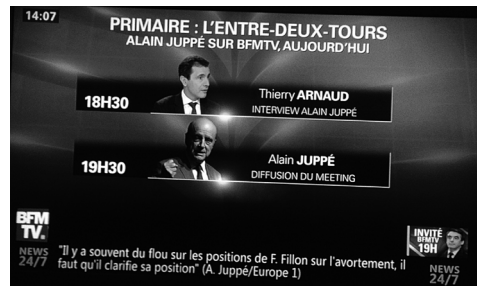 14:07
PRIMAIRE : L'ENTRE-DEUX-TOURS
ALAIN JUPPÉ SUR BFMTV, AUJOURD'HUI
18H30
Thierry ARNAUD
INTERVIEW ALAIN JUPPÉ
19H30
Alain JUPPÉ
DIFFUSION DU MEETING
BFM
TV.
NEWS
24/7
INVITÉ
BFMTV
19H
NEWS
24/7
"Il y a souvent du flou sur les positions de F. Fillon sur l'avortement, il
faut qu'il clarifie sa position" (A. Juppé/Europe 1)